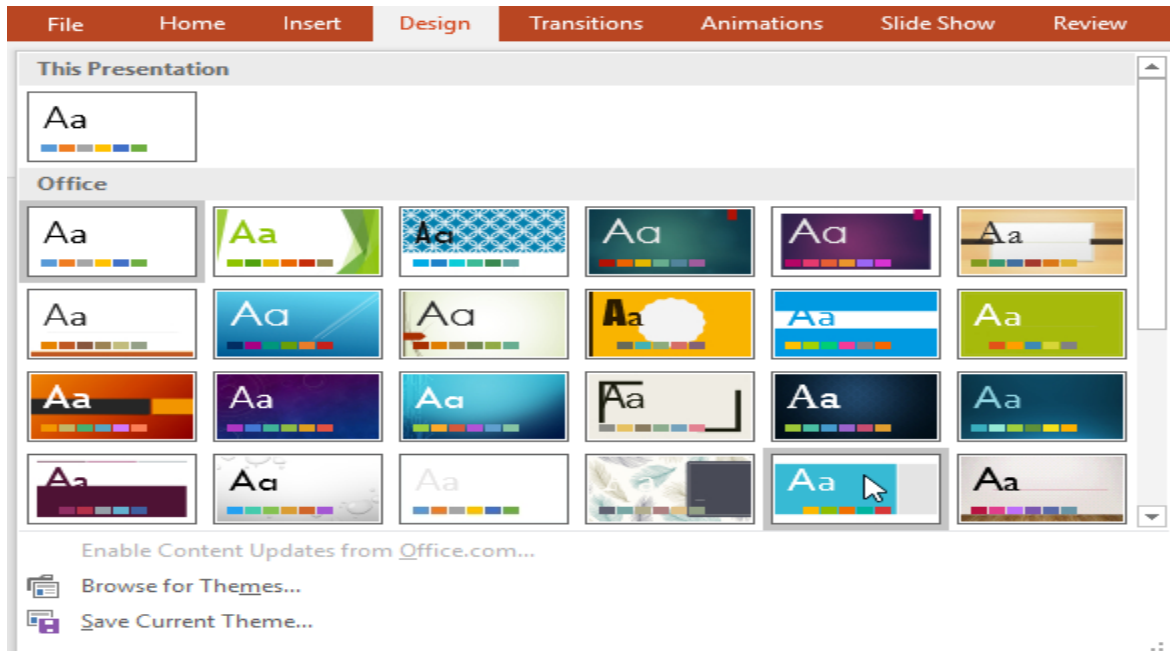 File Home Insert Design Transitions Animations Slide Show Review
This Presentation
Aa
Office
Aa Aa Aa Aa Aa Aa
Aa Aa Aa Aa Aa Aa
Aa Aa Aa Aa Aa Aa
Aa Aa Aa Aa Aa
Enable Content Updates from Office.com...
Browse for Themes...
Save Current Theme...